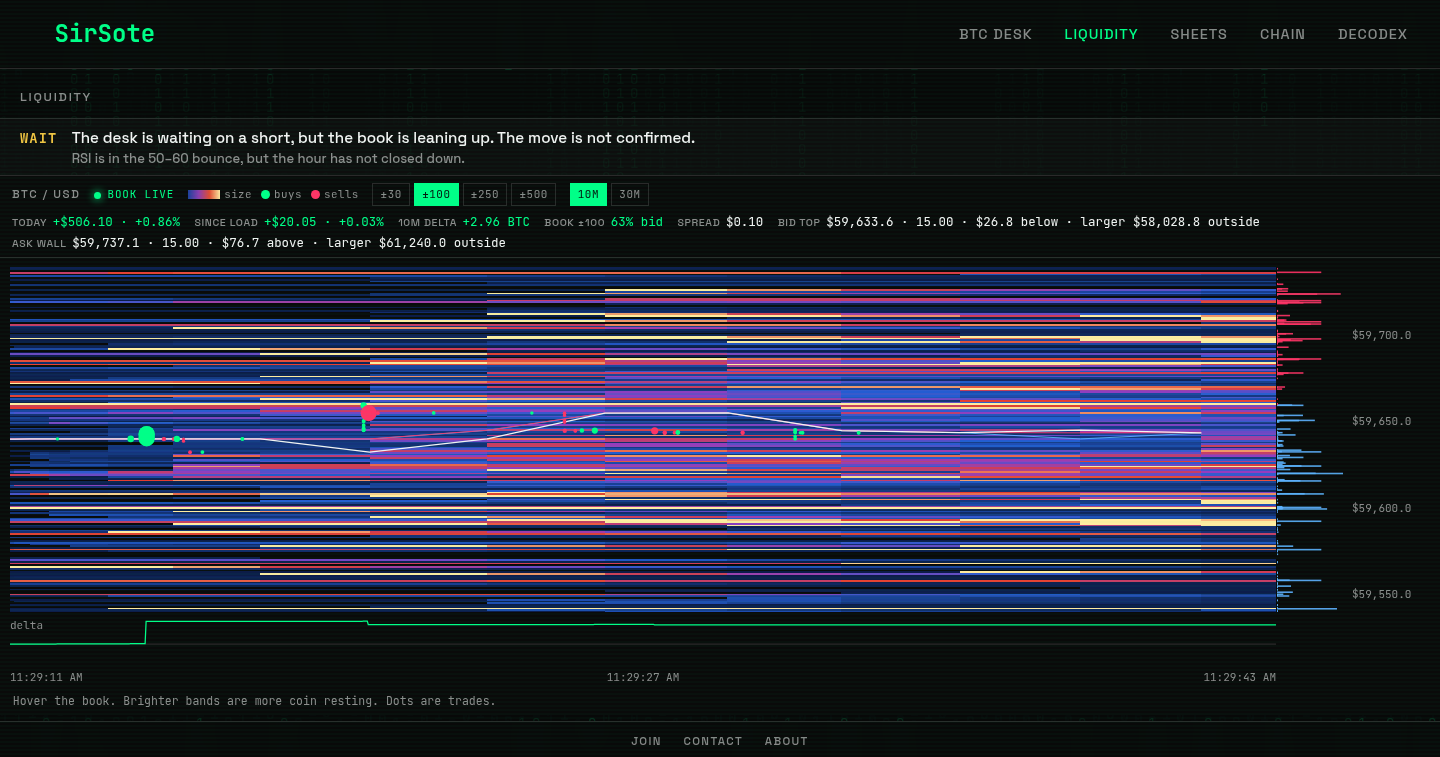 SirSote
BTC DESK LIQUIDITY SHEETS CHAIN DECODEX
LIQUIDITY
WAIT The desk is waiting on a short, but the book is leaning up. The move is not confirmed.
RSI is in the 50–60 bounce, but the hour has not closed down.
BTC / USD BOOK LIVE size buys sells ±30 ±100 ±250 ±500 10M 30M
TODAY +$506.10 · +0.86% SINCE LOAD +$20.05 · +0.03% 10M DELTA +2.96 BTC BOOK ±100 63% bid SPREAD $0.10 BID TOP $59,633.6 · 15.00 · $26.8 below · larger $58,028.8 outside
ASK WALL $59,737.1 · 15.00 · $76.7 above · larger $61,240.0 outside
$59,700.0
$59,650.0
$59,600.0
$59,550.0
delta
11:29:11 AM 11:29:27 AM 11:29:43 AM
Hover the book. Brighter bands are more coin resting. Dots are trades.
JOIN CONTACT ABOUT